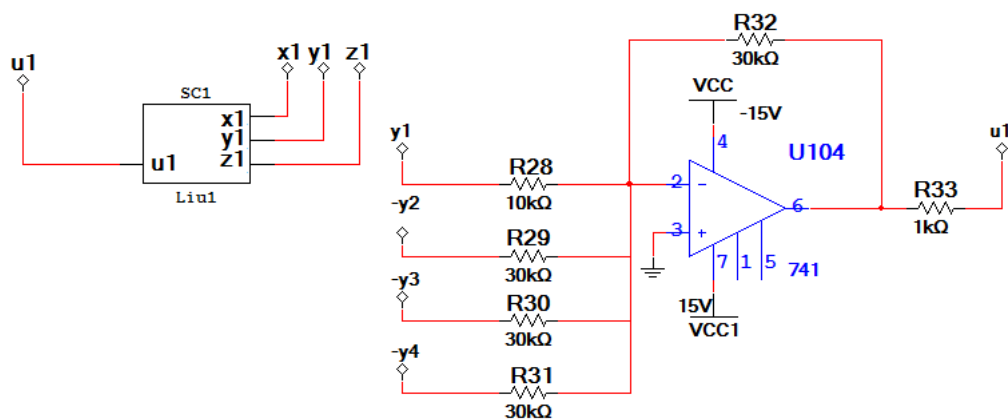 u1
x1 y1 z1
SC1
x1
y1
z1
u1
Liu1
R32
30kΩ
VCC
-15V
4
U104
y1
R28
10kΩ
2
3
6
7
1
5
741
15V
VCC1
u1
R33
1kΩ
-y2
R29
30kΩ
-y3
R30
30kΩ
-y4
R31
30kΩ